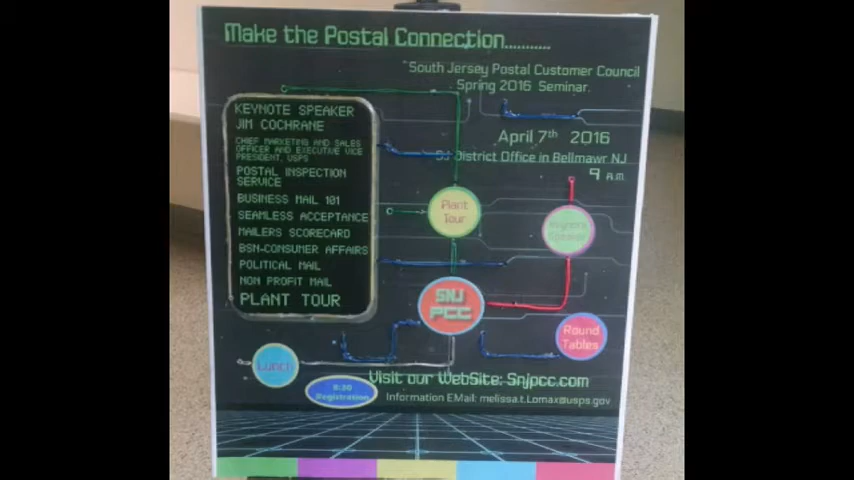 Make the Postal Connection...........
South Jersey Postal Customer Council
Spring 2016 Seminar.
KEYNOTE SPEAKER
JIM COCHRANE
CHIEF MARKETING AND SALES
OFFICER AND EXECUTIVE VICE
PRESIDENT, USPS
POSTAL INSPECTION
SERVICE
BUSINESS MAIL 101
SEAMLESS ACCEPTANCE
MAILERS SCORECARD
BSN-CONSUMER AFFAIRS
POLITICAL MAIL
NON PROFIT MAIL
PLANT TOUR
April 7th 2016
SJ District Office in Bellmawr NJ
9 A.M.
Plant
Tour
Keynote
Speaker
SNJ
PCC
Round
Tables
Lunch
8:30
Registration
Visit our WebSite: Snjpcc.com
Information EMail: melissa.t.Lomax@usps.gov